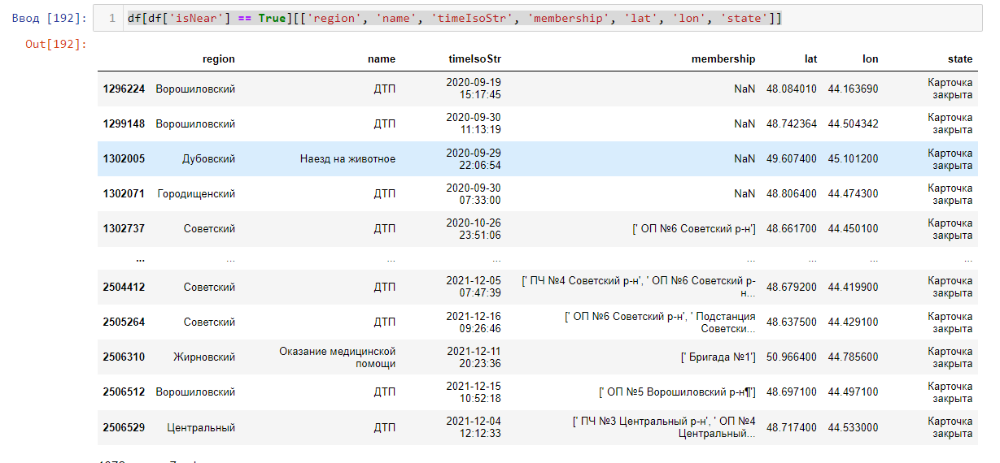 Ввод [192]: 1 df[df['isNear'] == True][['region', 'name', 'timeIsoStr', 'membership', 'lat', 'lon', 'state']]
Out[192]:
region name timeIsoStr membership lat lon state
1296224 Ворошиловский ДТП 2020-09-19 15:17:45 NaN 48.084010 44.163690 Карточка закрыта
1299148 Ворошиловский ДТП 2020-09-30 11:13:19 NaN 48.742364 44.504342 Карточка закрыта
1302005 Дубовский Наезд на животное 2020-09-29 22:06:54 NaN 49.607400 45.101200 Карточка закрыта
1302071 Городищенский ДТП 2020-09-30 07:33:00 NaN 48.806400 44.474300 Карточка закрыта
1302737 Советский ДТП 2020-10-26 23:51:06 [' ОП №6 Советский р-н'] 48.661700 44.450100 Карточка закрыта
... ... ... ... ... ... ... ...
2504412 Советский ДТП 2021-12-05 07:47:39 [' ПЧ №4 Советский р-н', ' ОП №6 Советский р-н... 48.679200 44.419900 Карточка закрыта
2505264 Советский ДТП 2021-12-16 09:26:46 [' ОП №6 Советский р-н', ' Подстанция Советски... 48.637500 44.429100 Карточка закрыта
2506310 Жирновский Оказание медицинской помощи 2021-12-11 20:23:36 [' Бригада №1'] 50.966400 44.785600 Карточка закрыта
2506512 Ворошиловский ДТП 2021-12-15 10:52:18 [' ОП №5 Ворошиловский р-н¶'] 48.697100 44.497100 Карточка закрыта
2506529 Центральный ДТП 2021-12-04 12:12:33 [' ПЧ №3 Центральный р-н', ' ОП №4 Центральный... 48.717400 44.533000 Карточка закрыта